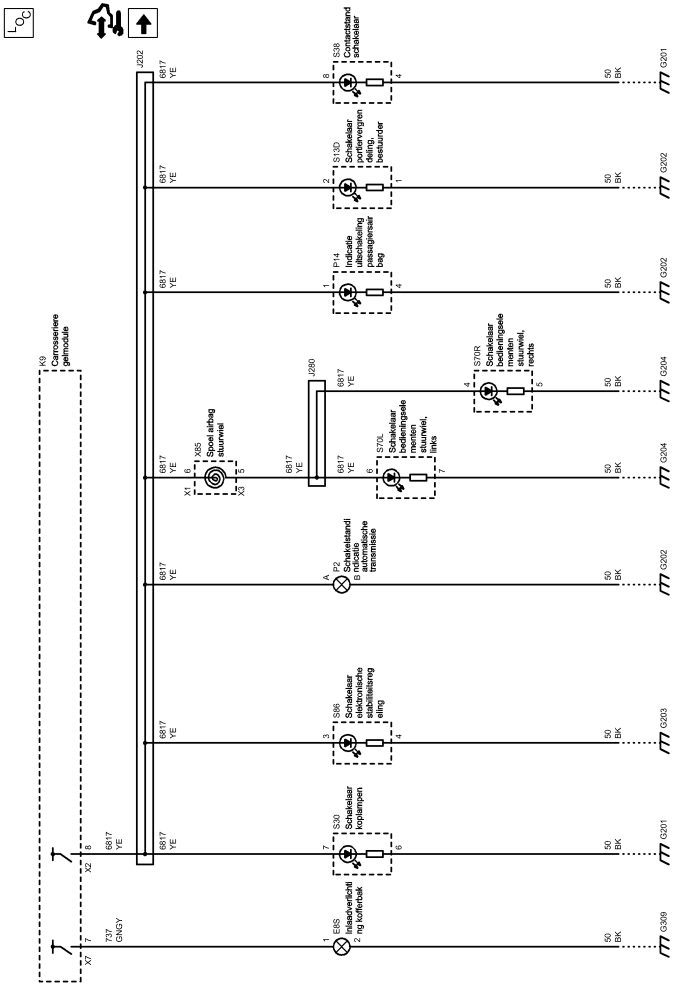 LOC
K9
Carrosserie
gelmodule
X7
7
737
GNGY
1
E8S
Inlaadverlichti
ng kofferbak
2
50
BK
G309
X2
8
6817
YE
J202
6817
YE
7
S30
Schakelaar
koplampen
6
50
BK
G201
6817
YE
3
S86
Schakelaar
elektronische
stabiliteitsreg
eling
4
50
BK
G203
6817
YE
A
P2
Schakelstandi
ndicatie
automatische
transmissie
B
50
BK
G202
6817
YE
X1
6
X85
Spoel airbag
stuurwiel
X3
5
6817
YE
J280
6817
YE
6
S70L
Schakelaar
bedieningsele
menten
stuurwiel,
links
7
50
BK
G204
6817
YE
4
S70R
Schakelaar
bedieningsele
menten
stuurwiel,
rechts
5
50
BK
G204
6817
YE
1
P14
Indicatie
uitschakeling
passagiersair
bag
4
50
BK
G202
6817
YE
2
S13D
Schakelaar
portiervergren
deling,
bestuurder
1
50
BK
G202
6817
YE
8
S38
Contactstand
schakelaar
4
50
BK
G201